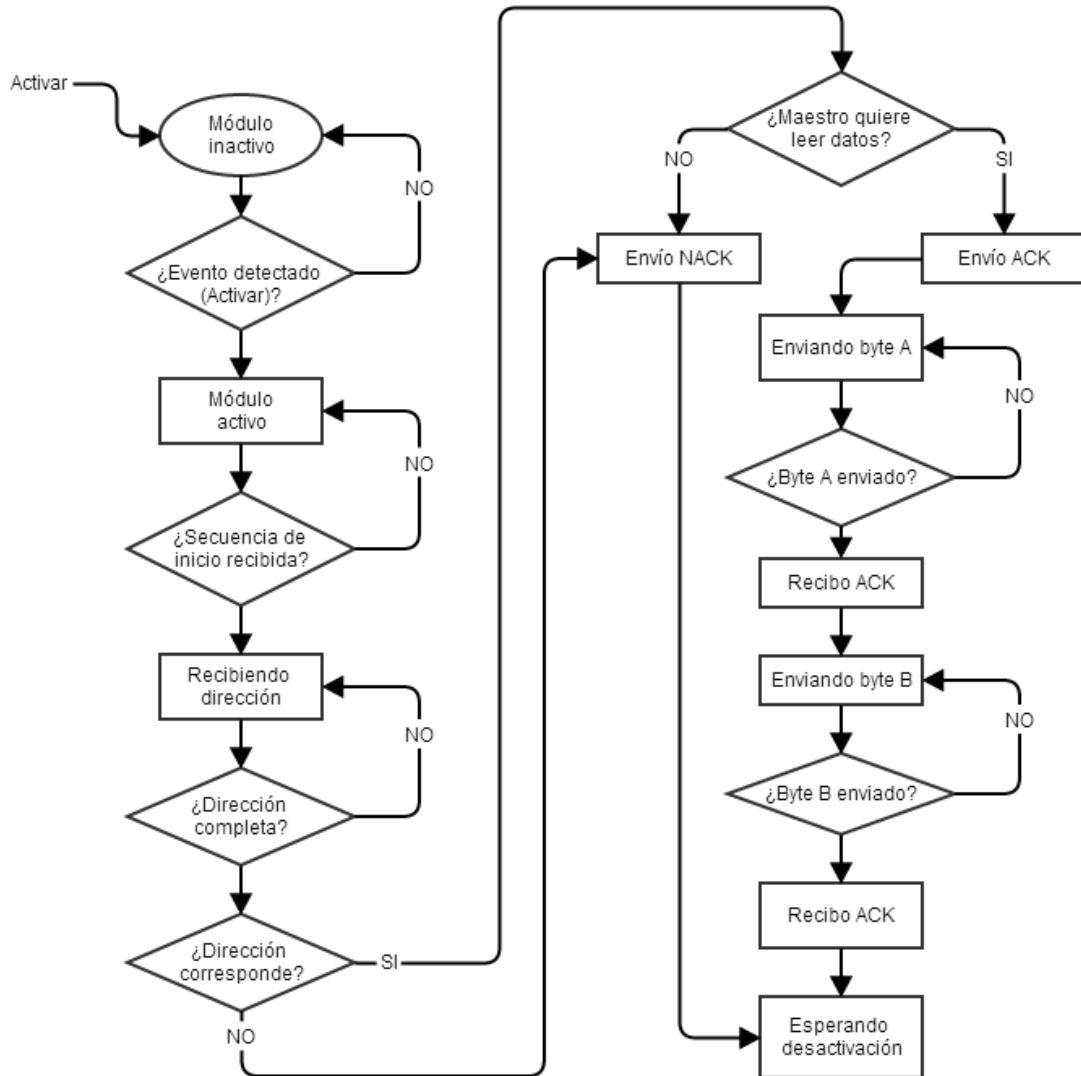 Activar
Módulo
inactivo
NO
¿Evento detectado
(Activar)?
Módulo
activo
NO
¿Secuencia de
inicio recibida?
Recibiendo
dirección
NO
¿Dirección
completa?
¿Dirección
corresponde?
SI
NO
¿Maestro quiere
leer datos?
NO
SI
Envío NACK
Envío ACK
Enviando byte A
NO
¿Byte A enviado?
Recibo ACK
Enviando byte B
NO
¿Byte B enviado?
Recibo ACK
Esperando
desactivación